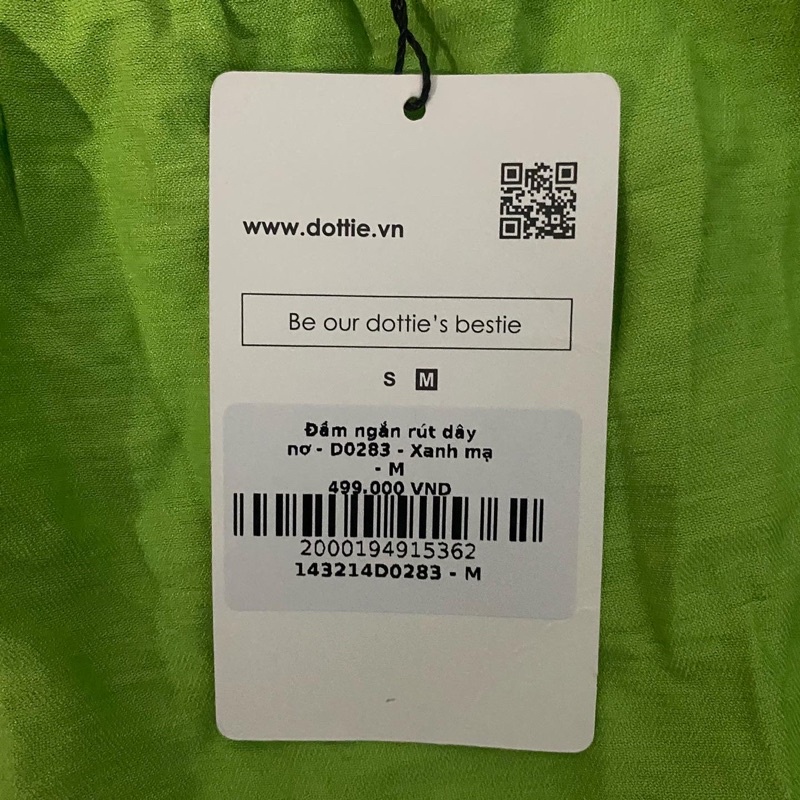 www.dottie.vn
Be our dottie's bestie
S M
Đầm ngắn rút dây
nơ - D0283 - Xanh mạ
- M
499.000 VND
2000194915362
143214D0283 - M